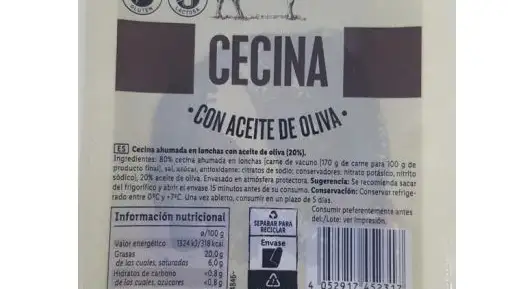 GLUTEN
LACTOSA
CECINA
• CON ACEITE DE OLIVA •
ES Cecina ahumada en lonchas con aceite de oliva (20%).
Ingredientes: 80% cecina ahumada en lonchas [carne de vacuno (170 g de carne para 100 g de
producto final), sal, azúcar, antioxidante: citratos de sodio; conservadores: nitrato potásico, nitrito
sódico], 20% aceite de oliva. Envasado en atmósfera protectora. Sugerencia: Se recomienda sacar
del frigorífico y abrir el envase 15 minutos antes de su consumo. Conservación: Conservar refrige-
rado entre 0ºC y +7ºC. Una vez abierto, consumir en un plazo de 5 días.
Información nutricional
ø/100 g
Valor energético 1324 kJ/318 kcal
Grasas 20,0 g
de las cuales, saturadas 6,0 g
Hidratos de carbono <0,8 g
de los cuales, azúcares <0,8 g
SEPARAR PARA
RECICLAR
Envase
Consumir preferentemente antes
del./Lote: ver impresión.
4 052917 452317